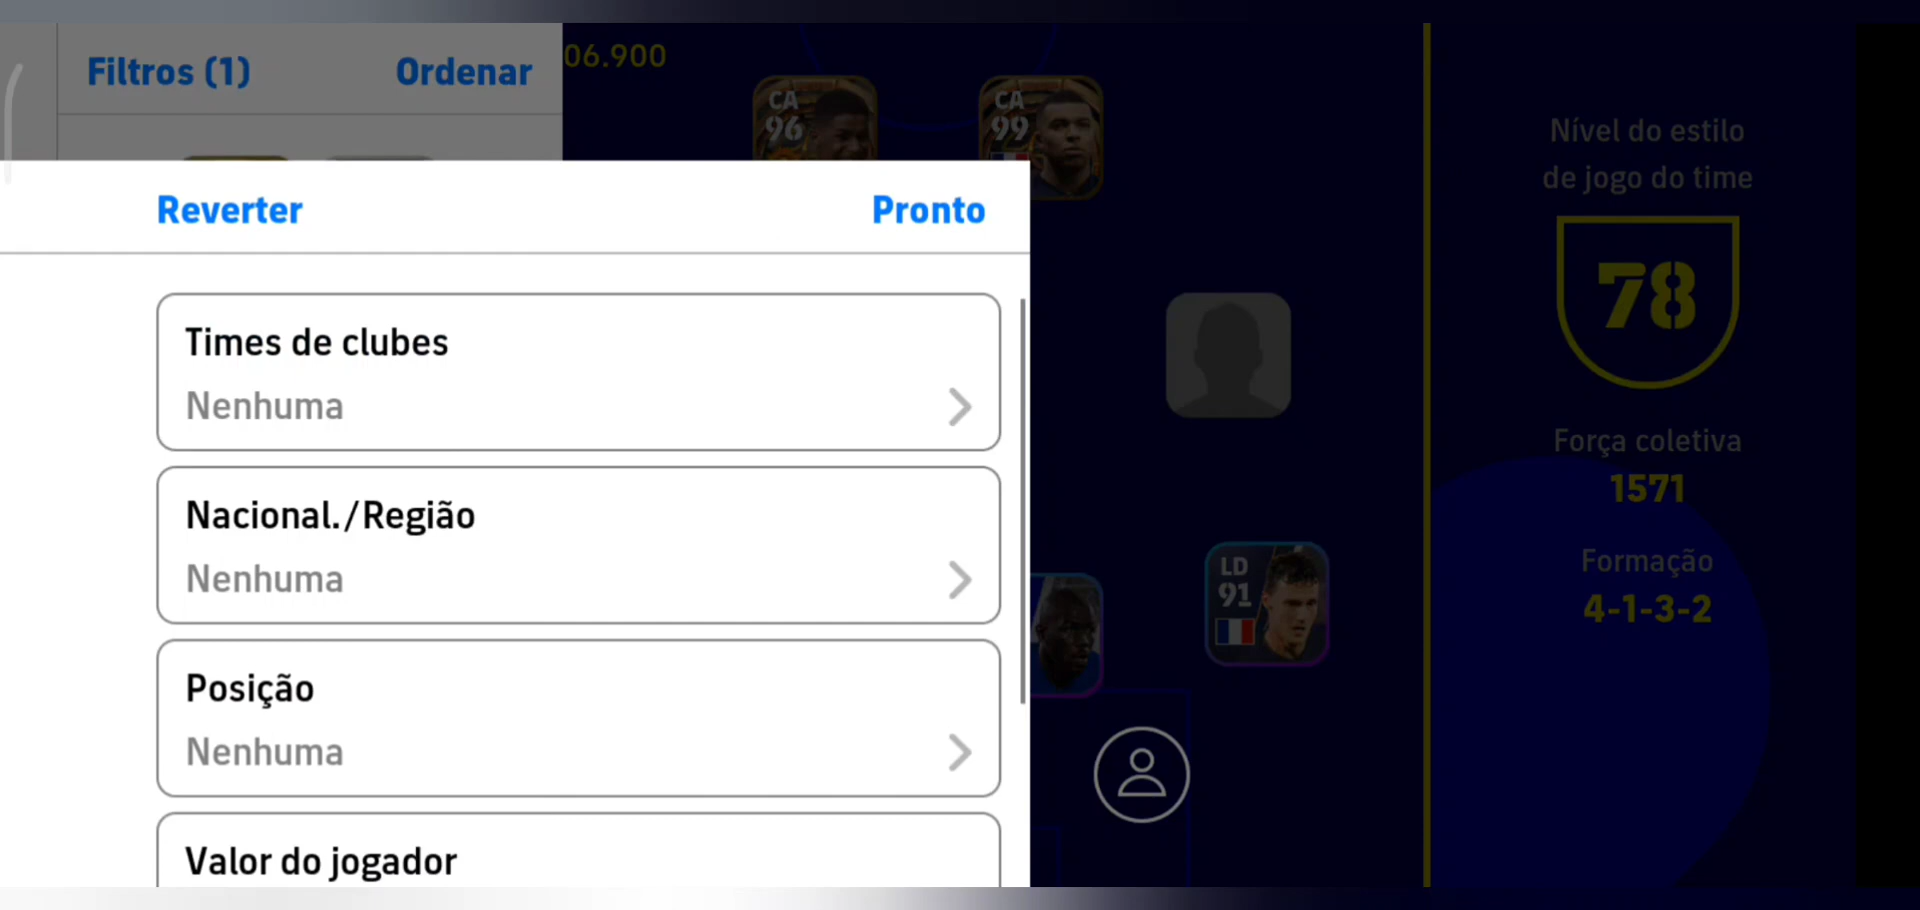 Filtros (1)
Ordenar
06.900
CA
96
CA
99
Reverter
Pronto
Times de clubes
Nenhuma
Nacional./Região
Nenhuma
Posição
Nenhuma
Valor do jogador
LD
91
Nível do estilo
de jogo do time
78
Força coletiva
1571
Formação
4-1-3-2